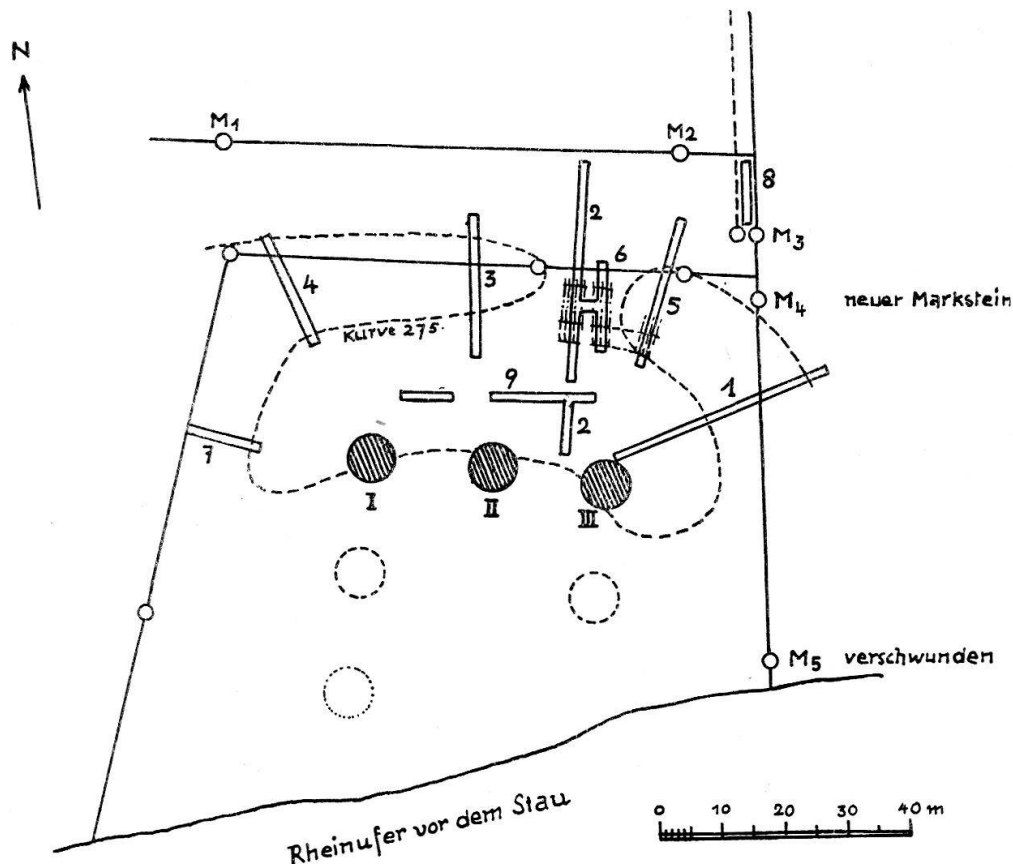 N
M1
M2
8
2
M3
6
3
4
5
M4 neuer Markstein
Kurve 275.
1
9
2
7
I
II
III
M5 verschwunden
Rheinufer vor dem Stau
0 10 20 30 40 m